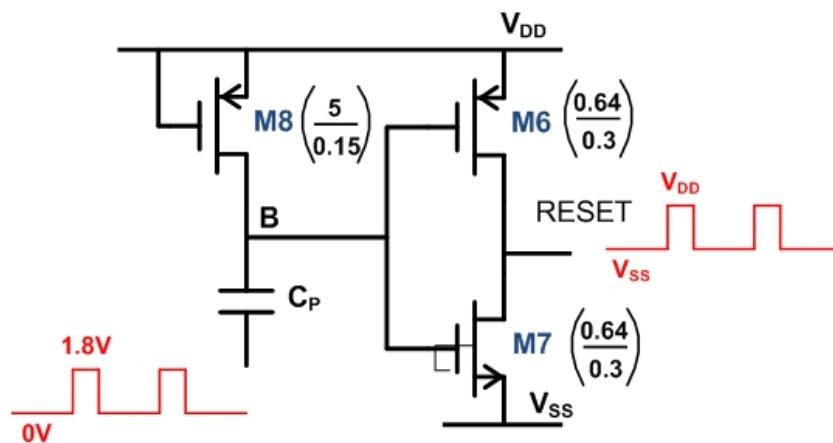 VDD
M8 (5/0.15)
M6 (0.64/0.3)
B
RESET
VDD
VSS
CP
1.8V
0V
M7 (0.64/0.3)
VSS